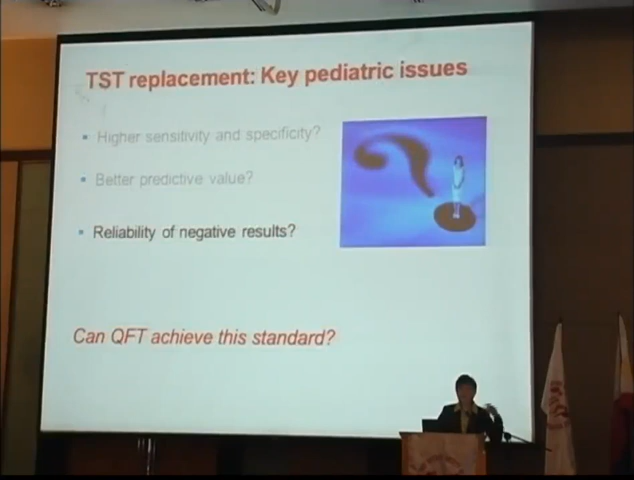 TST replacement: Key pediatric issues
Higher sensitivity and specificity?
Better predictive value?
Reliability of negative results?
Can QFT achieve this standard?